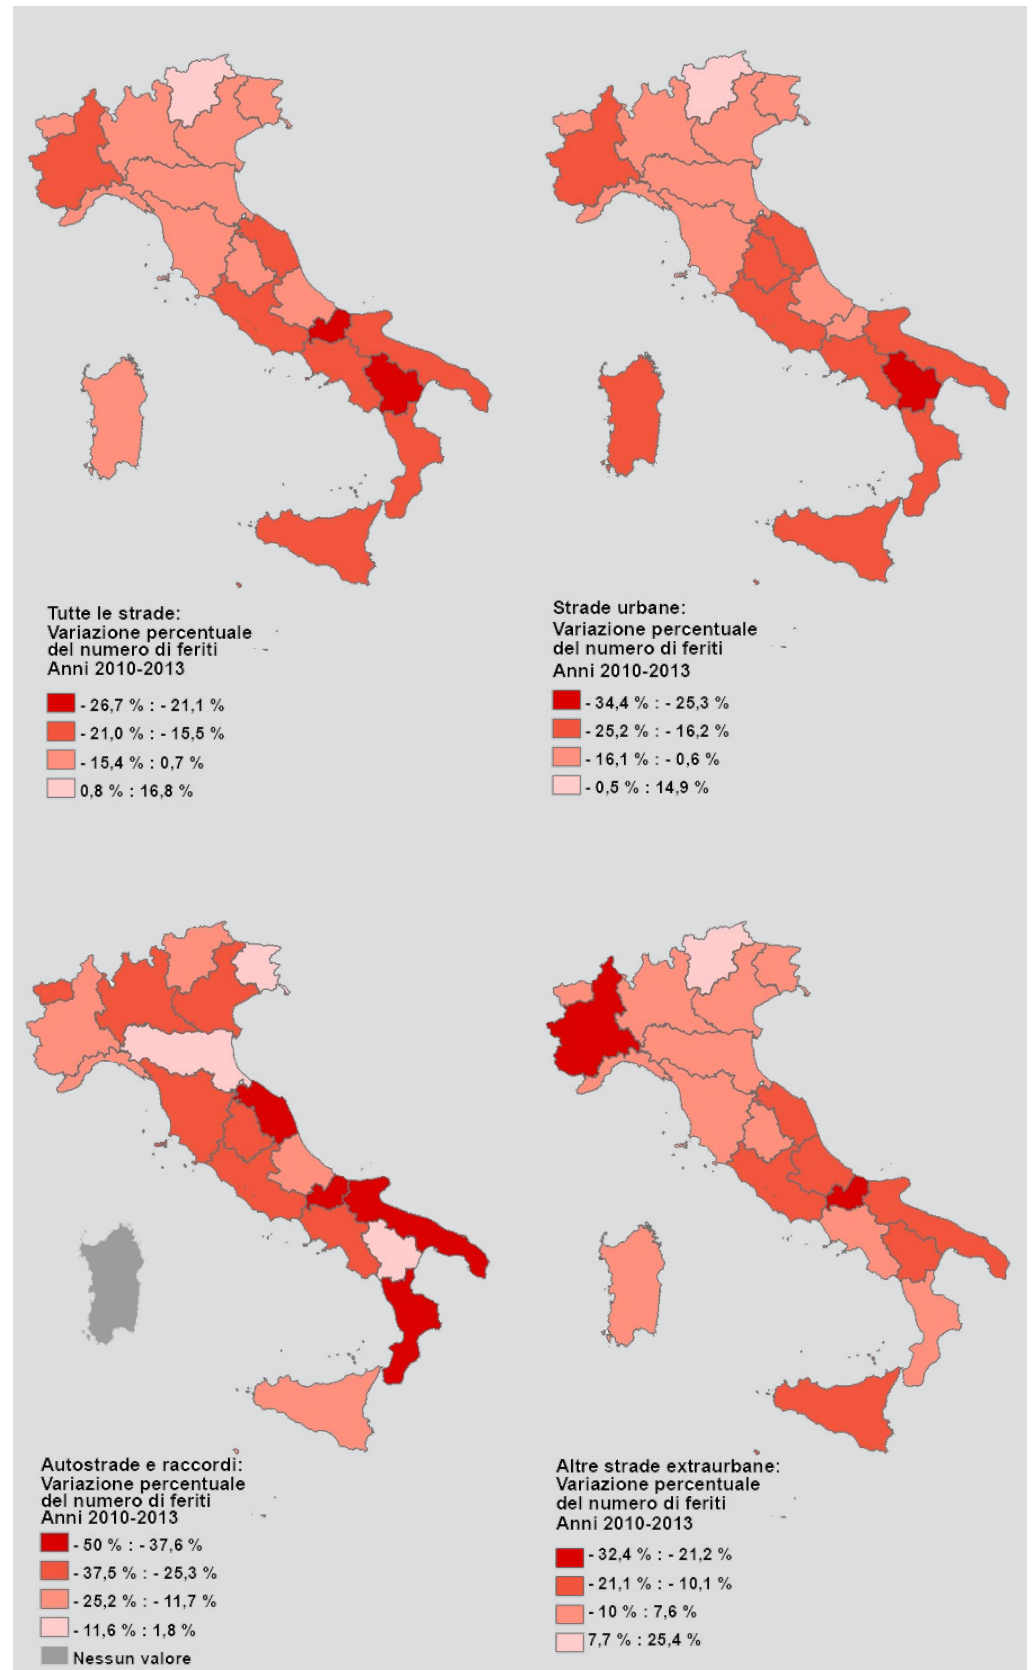 Tutte le strade:
Variazione percentuale
del numero di feriti
Anni 2010-2013
- 26,7 % : - 21,1 %
- 21,0 % : - 15,5 %
- 15,4 % : 0,7 %
0,8 % : 16,8 %
Strade urbane:
Variazione percentuale
del numero di feriti
Anni 2010-2013
- 34,4 % : - 25,3 %
- 25,2 % : - 16,2 %
- 16,1 % : - 0,6 %
- 0,5 % : 14,9 %
Autostrade e raccordi:
Variazione percentuale
del numero di feriti
Anni 2010-2013
- 50 % : - 37,6 %
- 37,5 % : - 25,3 %
- 25,2 % : - 11,7 %
- 11,6 % : 1,8 %
Nessun valore
Altre strade extraurbane:
Variazione percentuale
del numero di feriti
Anni 2010-2013
- 32,4 % : - 21,2 %
- 21,1 % : - 10,1 %
- 10 % : 7,6 %
7,7 % : 25,4 %